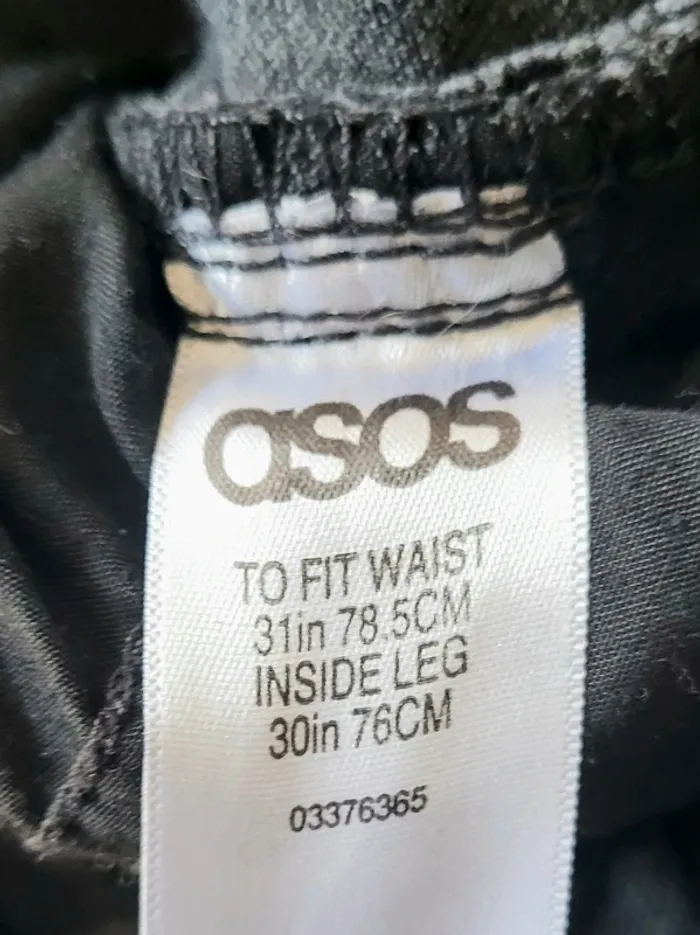 asos
TO FIT WAIST
31in 78.5CM
INSIDE LEG
30in 76CM
03376365